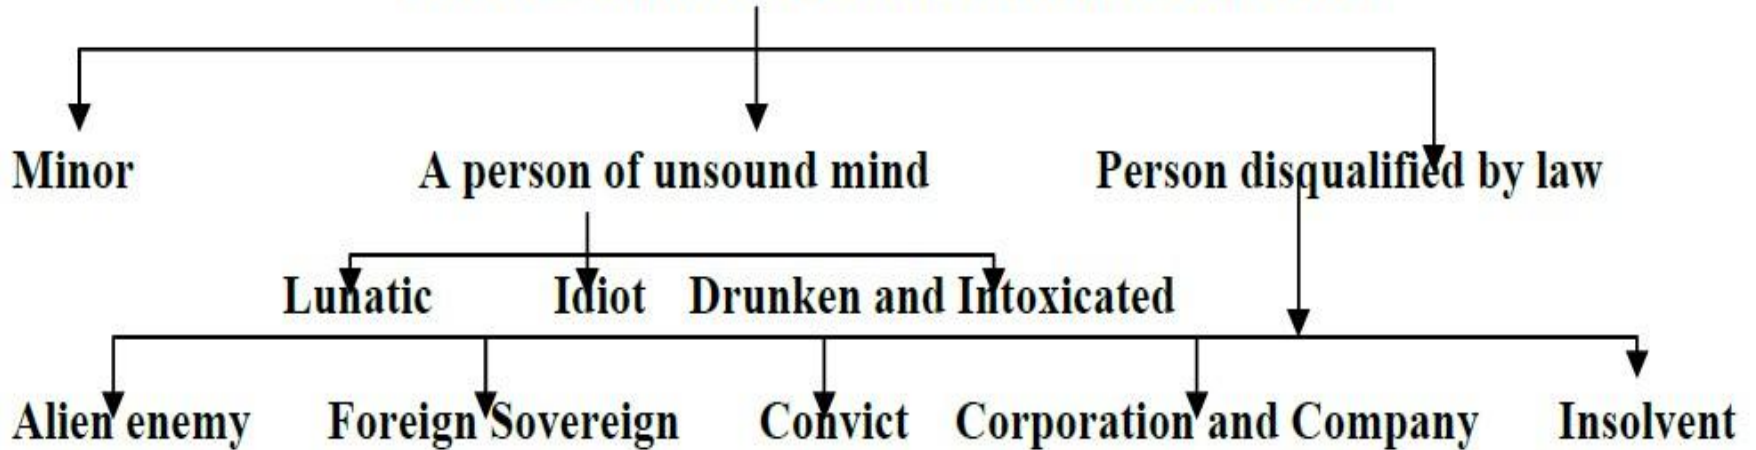 Minor A person of unsound mind Person disqualified by law
Lunatic Idiot Drunken and Intoxicated
Alien enemy Foreign Sovereign Convict Corporation and Company Insolvent